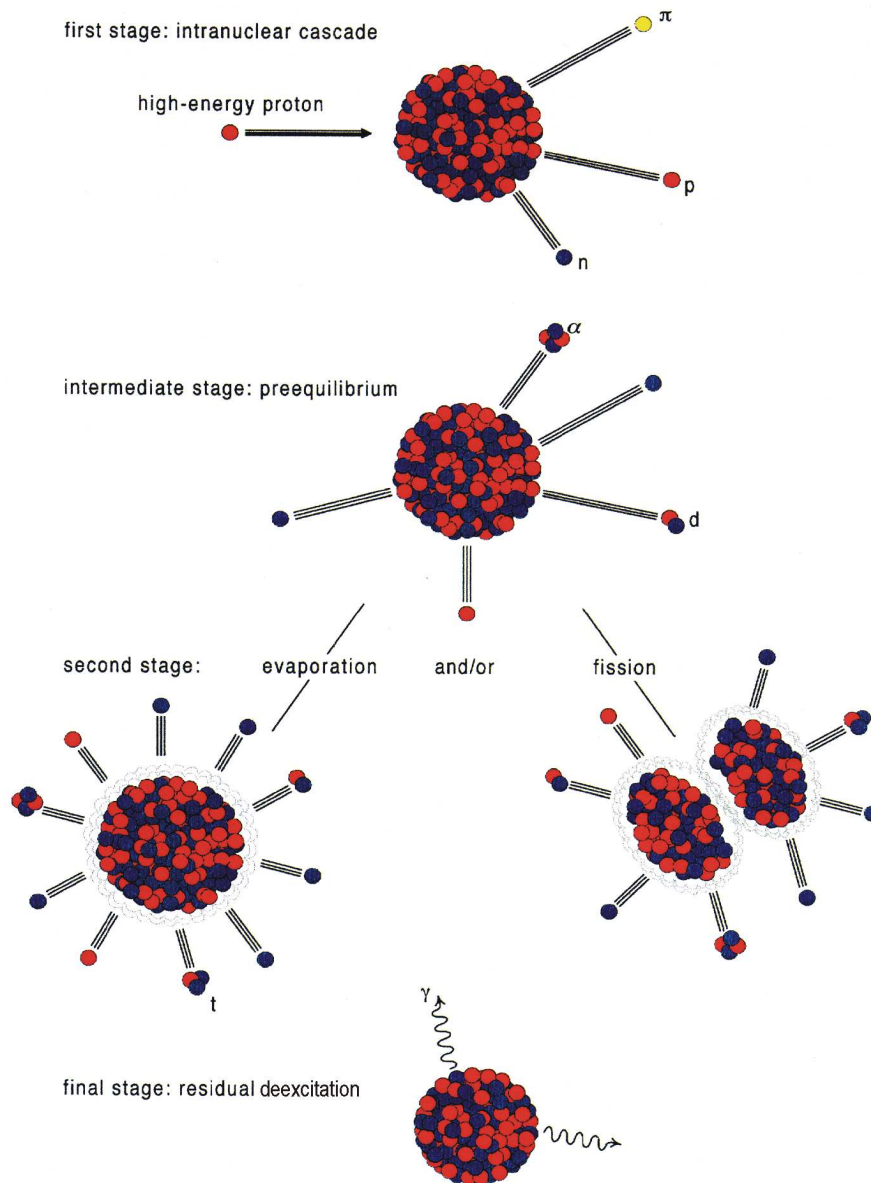 first stage: intranuclear cascade
π
high-energy proton
p
n
α
intermediate stage: preequilibrium
d
second stage: evaporation and/or fission
t
γ
final stage: residual deexcitation